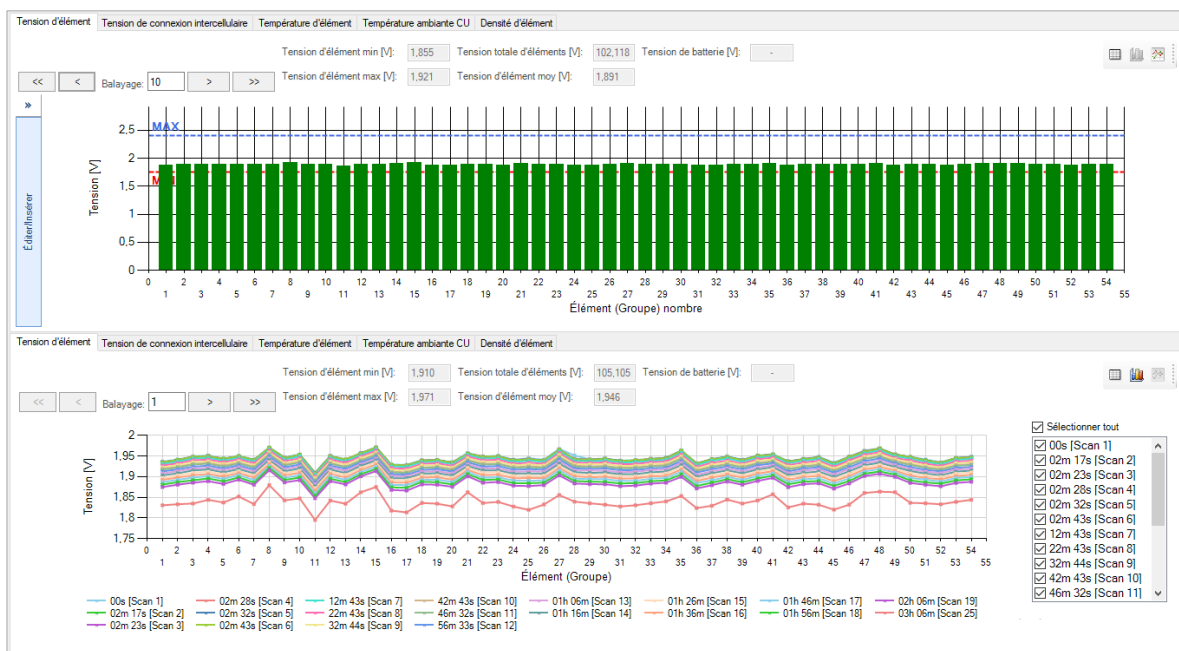 Tension d'élément Tension de connexion intercellulaire Température d'élément Température ambiante CU Densité d'élément
Tension d'élément min [V]: 1,855 Tension totale d'éléments [V]: 102,118 Tension de batterie [V]: -
<< < Balayage: 10 > >> Tension d'élément max [V]: 1,921 Tension d'élément moy [V]: 1,891
»
Éditer/Insérer
Tension [V]
MAX
2.5
2
1.5
1
0,5
0
0 2 4 6 8 10 12 14 16 18 20 22 24 26 28 30 32 34 36 38 40 42 44 46 48 50 52 54
1 3 5 7 9 11 13 15 17 19 21 23 25 27 29 31 33 35 37 39 41 43 45 47 49 51 53 55
Élément (Groupe) nombre
Tension d'élément Tension de connexion intercellulaire Température d'élément Température ambiante CU Densité d'élément
Tension d'élément min [V]: 1,910 Tension totale d'éléments [V]: 105,105 Tension de batterie [V]: -
<< < Balayage: 1 > >> Tension d'élément max [V]: 1,971 Tension d'élément moy [V]: 1,946
Tension [V]
2
1,95
1,9
1,85
1,8
1,75
0 2 4 6 8 10 12 14 16 18 20 22 24 26 28 30 32 34 36 38 40 42 44 46 48 50 52 54
1 3 5 7 9 11 13 15 17 19 21 23 25 27 29 31 33 35 37 39 41 43 45 47 49 51 53 55
Élément (Groupe)
Sélectionner tout
00s [Scan 1]
02m 17s [Scan 2]
02m 23s [Scan 3]
02m 28s [Scan 4]
02m 32s [Scan 5]
02m 43s [Scan 6]
12m 43s [Scan 7]
22m 43s [Scan 8]
32m 44s [Scan 9]
42m 43s [Scan 10]
46m 32s [Scan 11]
00s [Scan 1] 02m 28s [Scan 4] 12m 43s [Scan 7] 42m 43s [Scan 10] 01h 06m [Scan 13] 01h 26m [Scan 15] 01h 46m [Scan 17] 02h 06m [Scan 19]
02m 17s [Scan 2] 02m 32s [Scan 5] 22m 43s [Scan 8] 46m 32s [Scan 11] 01h 16m [Scan 14] 01h 36m [Scan 16] 01h 56m [Scan 18] 03h 06m [Scan 25]
02m 23s [Scan 3] 02m 43s [Scan 6] 32m 44s [Scan 9] 56m 33s [Scan 12]